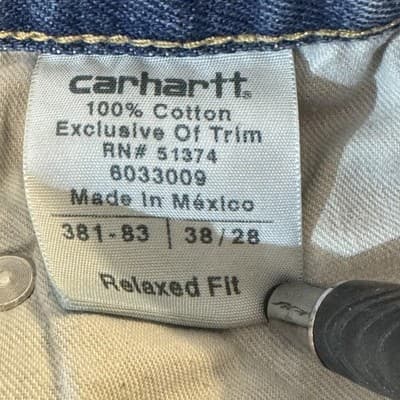 carhartt®
100% Cotton
Exclusive Of Trim
RN# 51374
6033009
Made in México
381-83 | 38/28
Relaxed Fit